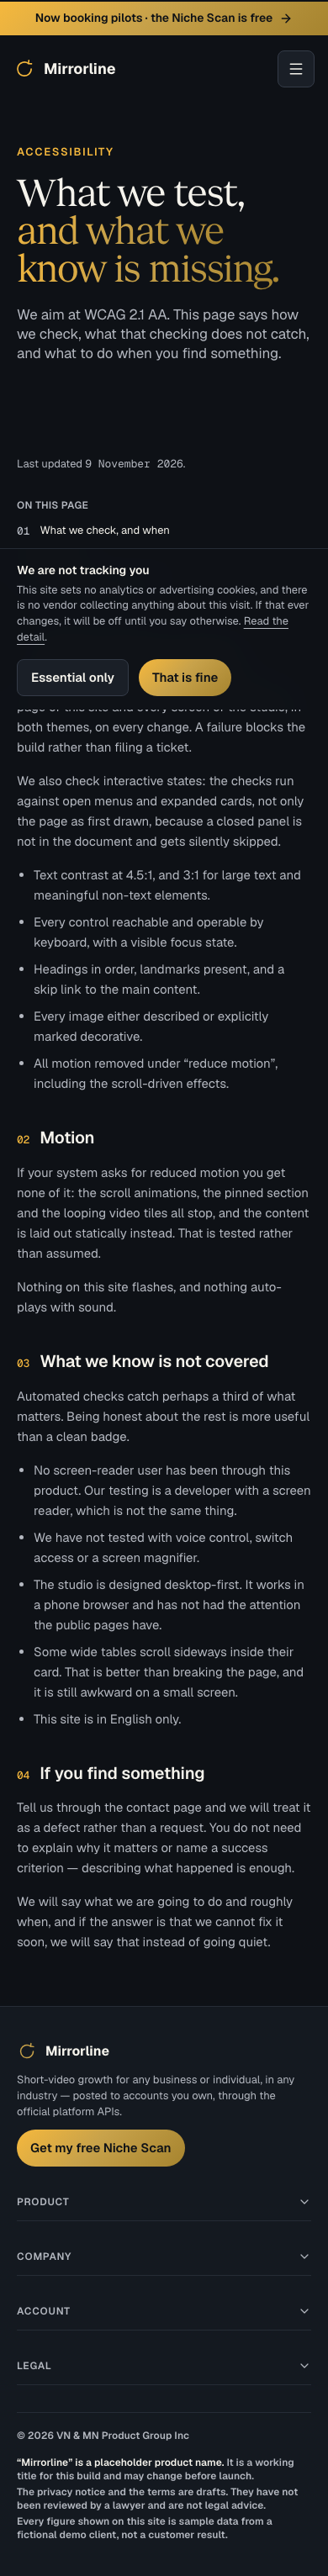 Now booking pilots · the Niche Scan is free →
Mirrorline
ACCESSIBILITY
What we test,
and what we
know is missing.
We aim at WCAG 2.1 AA. This page says how
we check, what that checking does not catch,
and what to do when you find something.
Last updated 9 November 2026.
ON THIS PAGE
01 What we check, and when
We are not tracking you
This site sets no analytics or advertising cookies, and there
is no vendor collecting anything about this visit. If that ever
changes, it will be off until you say otherwise. Read the
detail.
Essential only
That is fine
both themes, on every change. A failure blocks the
build rather than filing a ticket.
We also check interactive states: the checks run
against open menus and expanded cards, not only
the page as first drawn, because a closed panel is
not in the document and gets silently skipped.
• Text contrast at 4.5:1, and 3:1 for large text and
meaningful non-text elements.
• Every control reachable and operable by
keyboard, with a visible focus state.
• Headings in order, landmarks present, and a
skip link to the main content.
• Every image either described or explicitly
marked decorative.
• All motion removed under “reduce motion”,
including the scroll-driven effects.
02 Motion
If your system asks for reduced motion you get
none of it: the scroll animations, the pinned section
and the looping video tiles all stop, and the content
is laid out statically instead. That is tested rather
than assumed.
Nothing on this site flashes, and nothing auto-
plays with sound.
03 What we know is not covered
Automated checks catch perhaps a third of what
matters. Being honest about the rest is more useful
than a clean badge.
• No screen-reader user has been through this
product. Our testing is a developer with a screen
reader, which is not the same thing.
• We have not tested with voice control, switch
access or a screen magnifier.
• The studio is designed desktop-first. It works in
a phone browser and has not had the attention
the public pages have.
• Some wide tables scroll sideways inside their
card. That is better than breaking the page, and
it is still awkward on a small screen.
• This site is in English only.
04 If you find something
Tell us through the contact page and we will treat it
as a defect rather than a request. You do not need
to explain why it matters or name a success
criterion — describing what happened is enough.
We will say what we are going to do and roughly
when, and if the answer is that we cannot fix it
soon, we will say that instead of going quiet.
Mirrorline
Short-video growth for any business or individual, in any
industry — posted to accounts you own, through the
official platform APIs.
Get my free Niche Scan
PRODUCT
COMPANY
ACCOUNT
LEGAL
© 2026 VN & MN Product Group Inc
“Mirrorline” is a placeholder product name. It is a working
title for this build and may change before launch.
The privacy notice and the terms are drafts. They have not
been reviewed by a lawyer and are not legal advice.
Every figure shown on this site is sample data from a
fictional demo client, not a customer result.